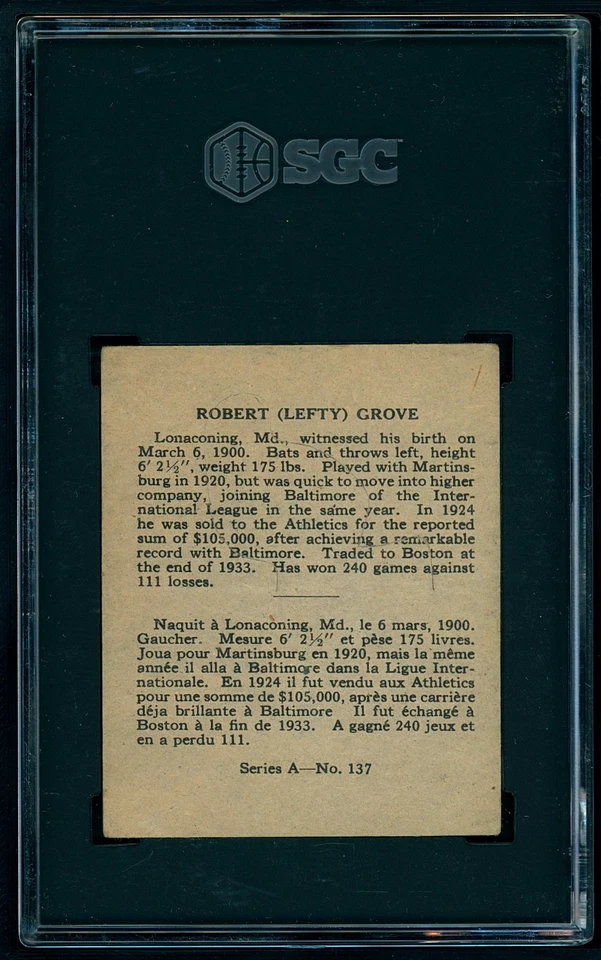 SGC
ROBERT (LEFTY) GROVE
Lonaconing, Md., witnessed his birth on
March 6, 1900. Bats and throws left, height
6' 2½", weight 175 lbs. Played with Martins-
burg in 1920, but was quick to move into higher
company, joining Baltimore of the Inter-
national League in the same year. In 1924
he was sold to the Athletics for the reported
sum of $105,000, after achieving a remarkable
record with Baltimore. Traded to Boston at
the end of 1933. Has won 240 games against
111 losses.
Naquit à Lonaconing, Md., le 6 mars, 1900.
Gaucher. Mesure 6' 2½" et pèse 175 livres.
Joua pour Martinsburg en 1920, mais la même
année il alla à Baltimore dans la Ligue Inter-
nationale. En 1924 il fut vendu aux Athletics
pour une somme de $105,000, après une carrière
déja brillante à Baltimore Il fut échangé à
Boston à la fin de 1933. A gagné 240 jeux et
en a perdu 111.
Series A—No. 137